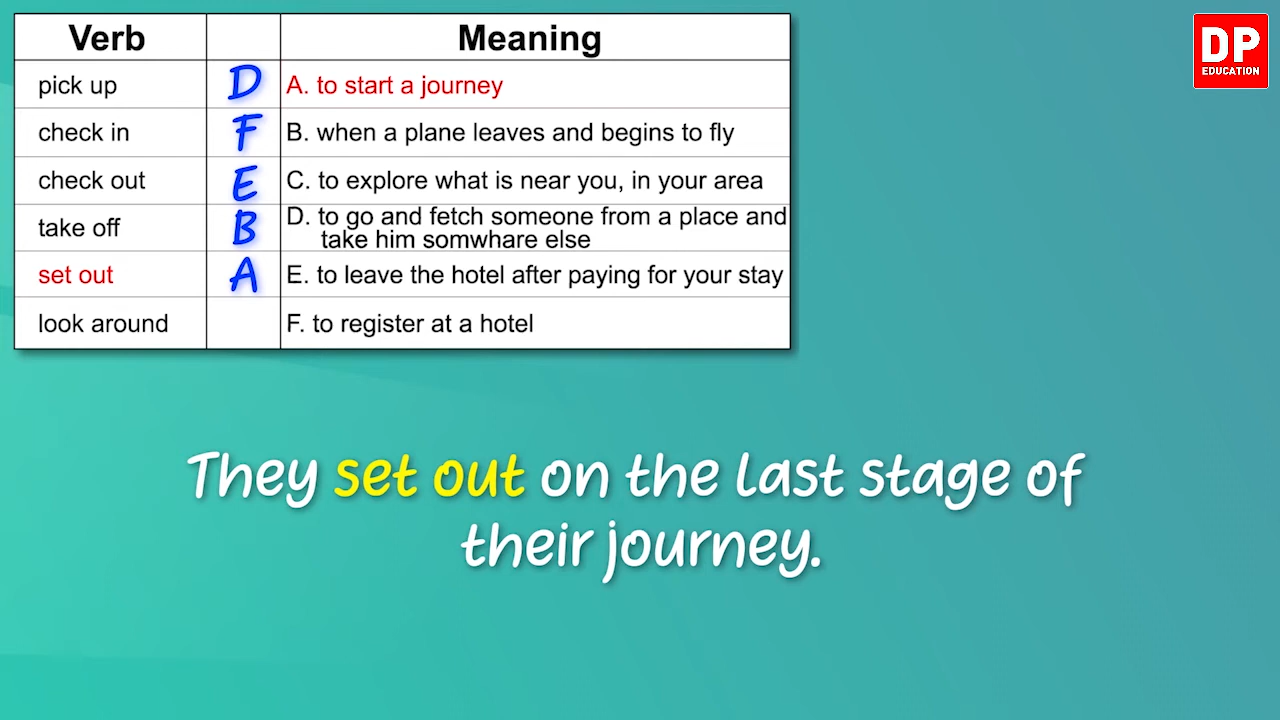 Verb Meaning
pick up D A. to start a journey
check in F B. when a plane leaves and begins to fly
check out E C. to explore what is near you, in your area
take off B D. to go and fetch someone from a place and
take him somwhare else
set out A E. to leave the hotel after paying for your stay
look around F. to register at a hotel
DP
EDUCATION
They set out on the last stage of
their journey.